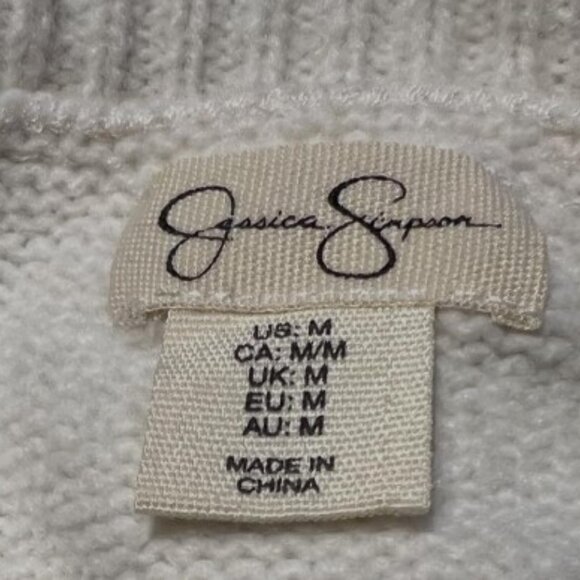 Jessica Simpson
US: M
CA: M/M
UK: M
EU: M
AU: M
MADE IN
CHINA